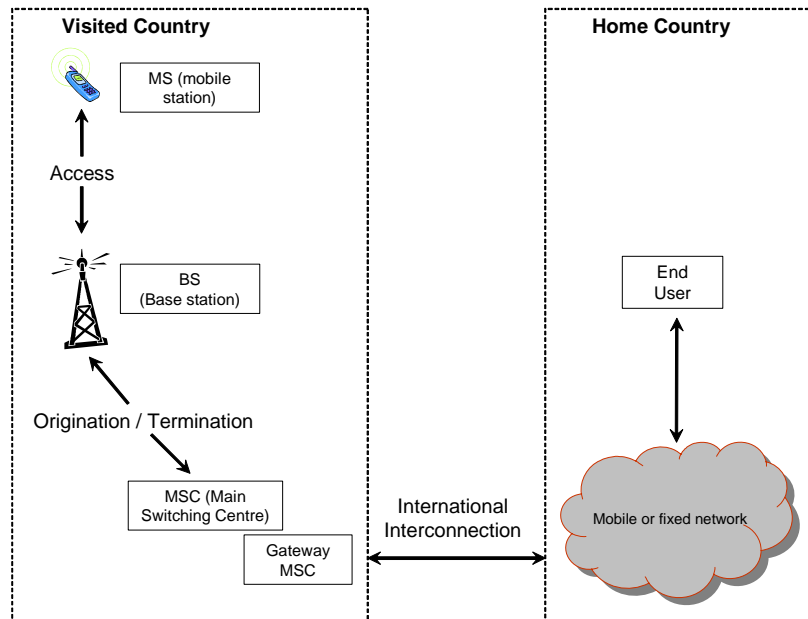 Visited Country
MS (mobile
station)
Access
BS
(Base station)
Origination / Termination
MSC (Main
Switching Centre)
Gateway
MSC
International
Interconnection
Home Country
End
User
Mobile or fixed network